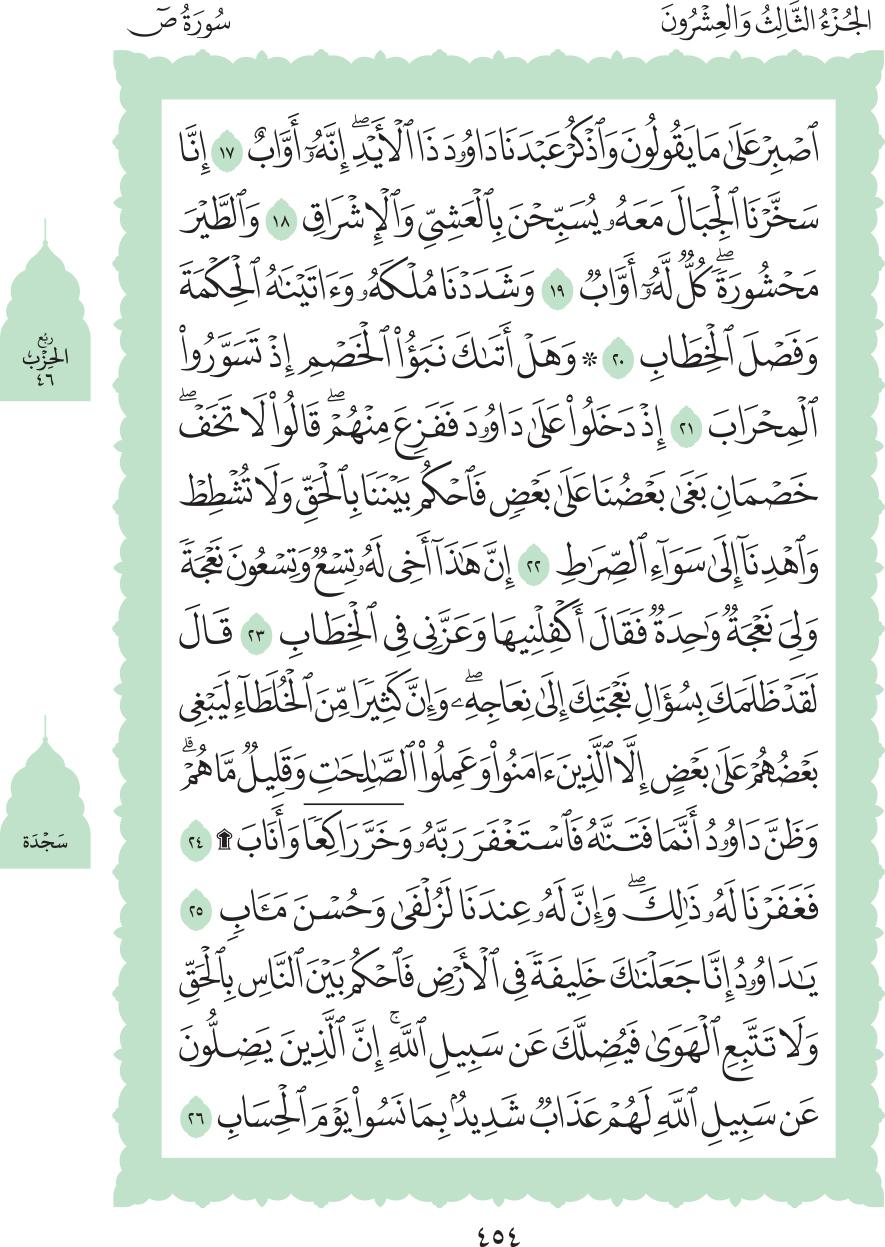 الجُزْءُ الثَّالِثُ وَالعِشْرُونَ
سُورَةُ صٓ
ٱصۡبِرۡ عَلَىٰ مَا يَقُولُونَ وَٱذۡكُرۡ عَبۡدَنَا دَاوُۥدَ ذَا ٱلۡأَيۡدِۖ إِنَّهُۥٓ أَوَّابٌ ١٧ إِنَّا
سَخَّرۡنَا ٱلۡجِبَالَ مَعَهُۥ يُسَبِّحۡنَ بِٱلۡعَشِيِّ وَٱلۡإِشۡرَاقِ ١٨ وَٱلطَّيۡرَ
مَحۡشُورَةٗۖ كُلّٞ لَّهُۥٓ أَوَّابٞ ١٩ وَشَدَدۡنَا مُلۡكَهُۥ وَءَاتَيۡنَٰهُ ٱلۡحِكۡمَةَ
وَفَصۡلَ ٱلۡخِطَابِ ٢٠ ۞ وَهَلۡ أَتَىٰكَ نَبَؤُاْ ٱلۡخَصۡمِ إِذۡ تَسَوَّرُواْ
ٱلۡمِحۡرَابَ ٢١ إِذۡ دَخَلُواْ عَلَىٰ دَاوُۥدَ فَفَزِعَ مِنۡهُمۡۖ قَالُواْ لَا تَخَفۡۖ
خَصۡمَانِ بَغَىٰ بَعۡضُنَا عَلَىٰ بَعۡضٖ فَٱحۡكُم بَيۡنَنَا بِٱلۡحَقِّ وَلَا تُشۡطِطۡ
وَٱهۡدِنَآ إِلَىٰ سَوَآءِ ٱلصِّرَٰطِ ٢٢ إِنَّ هَٰذَآ أَخِي لَهُۥ تِسۡعٞ وَتِسۡعُونَ نَعۡجَةٗ
وَلِيَ نَعۡجَةٞ وَٰحِدَةٞ فَقَالَ أَكۡفِلۡنِيهَا وَعَزَّنِي فِي ٱلۡخِطَابِ ٢٣ قَالَ
لَقَدۡ ظَلَمَكَ بِسُؤَالِ نَعۡجَتِكَ إِلَىٰ نِعَاجِهِۦۖ وَإِنَّ كَثِيرٗا مِّنَ ٱلۡخُلَطَآءِ لَيَبۡغِي
بَعۡضُهُمۡ عَلَىٰ بَعۡضٍ إِلَّا ٱلَّذِينَ ءَامَنُواْ وَعَمِلُواْ ٱلصَّٰلِحَٰتِ وَقَلِيلٞ مَّا هُمۡۗ
وَظَنَّ دَاوُۥدُ أَنَّمَا فَتَنَّٰهُ فَٱسۡتَغۡفَرَ رَبَّهُۥ وَخَرَّۤ رَاكِعٗاۤ وَأَنَابَ ۩ ٢٤
فَغَفَرۡنَا لَهُۥ ذَٰلِكَۖ وَإِنَّ لَهُۥ عِندَنَا لَزُلۡفَىٰ وَحُسۡنَ مَـَٔابٖ ٢٥
يَٰدَاوُۥدُ إِنَّا جَعَلۡنَٰكَ خَلِيفَةٗ فِي ٱلۡأَرۡضِ فَٱحۡكُم بَيۡنَ ٱلنَّاسِ بِٱلۡحَقِّ
وَلَا تَتَّبِعِ ٱلۡهَوَىٰ فَيُضِلَّكَ عَن سَبِيلِ ٱللَّهِۚ إِنَّ ٱلَّذِينَ يَضِلُّونَ
عَن سَبِيلِ ٱللَّهِ لَهُمۡ عَذَابٞ شَدِيدُۢ بِمَا نَسُواْ يَوۡمَ ٱلۡحِسَابِ ٢٦
رُبْع
الحِزْب
٤٦
سَجْدَة
٤٥٤